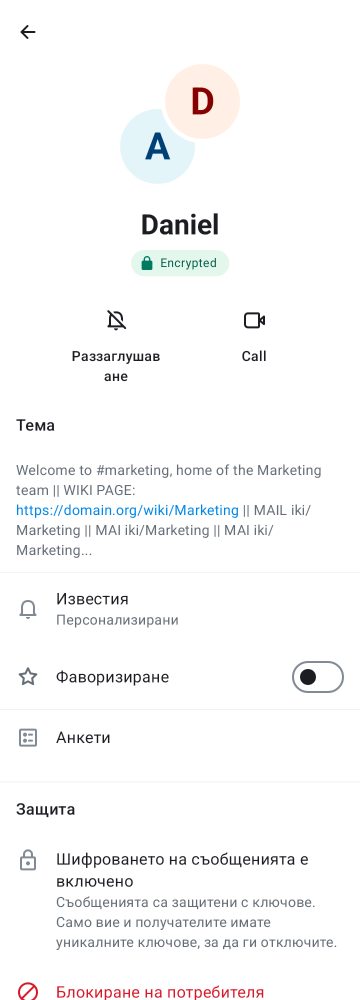 D
A
Daniel
Encrypted
Раззаглушав
ане
Call
Тема
Welcome to #marketing, home of the Marketing
team || WIKI PAGE:
https://domain.org/wiki/Marketing || MAIL iki/
Marketing || MAI iki/Marketing || MAI iki/
Marketing...
Известия
Персонализирани
Фаворизиране
Анкети
Защита
Шифроването на съобщенията е
включено
Съобщенията са защитени с ключове.
Само вие и получателите имате
уникалните ключове, за да ги отключите.
Блокиране на потребителя